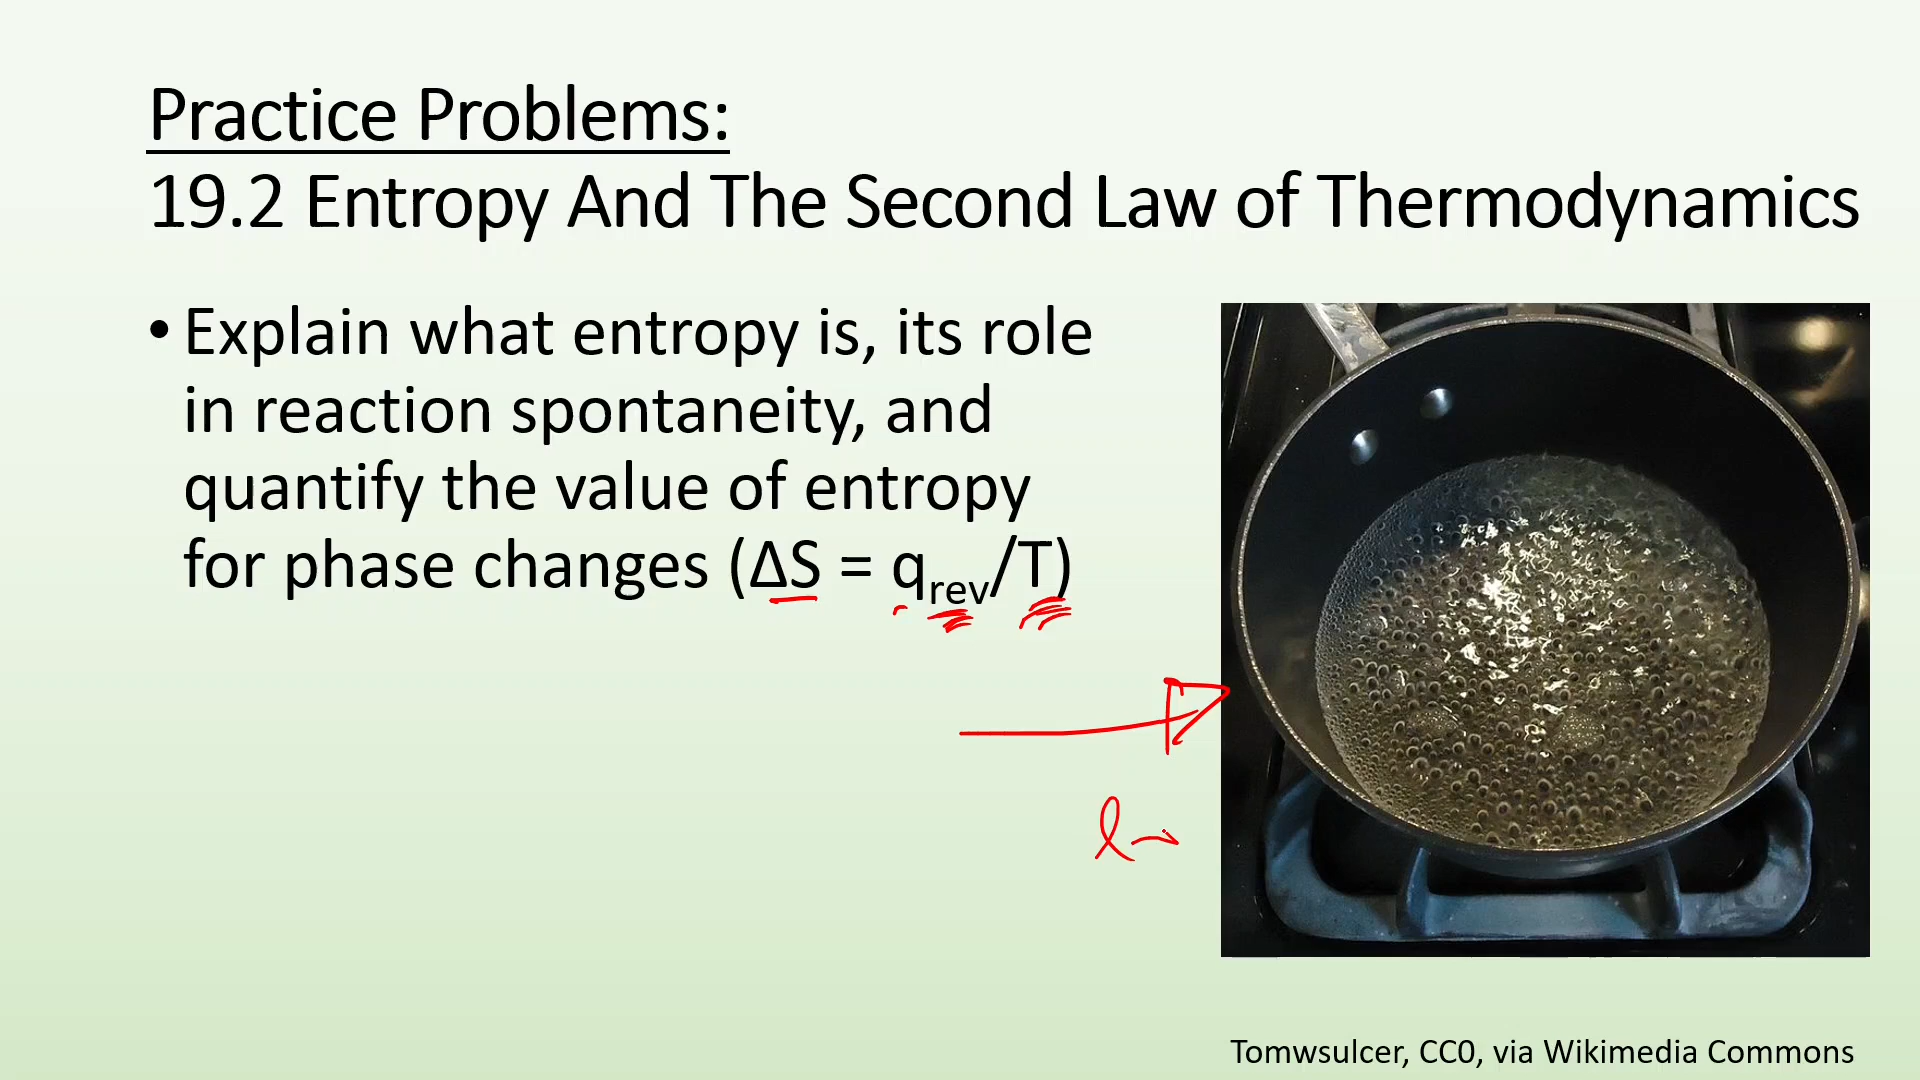 Practice Problems:
19.2 Entropy And The Second Law of Thermodynamics
• Explain what entropy is, its role
in reaction spontaneity, and
quantify the value of entropy
for phase changes (ΔS = qrev/T)
l →
Tomwsulcer, CC0, via Wikimedia Commons